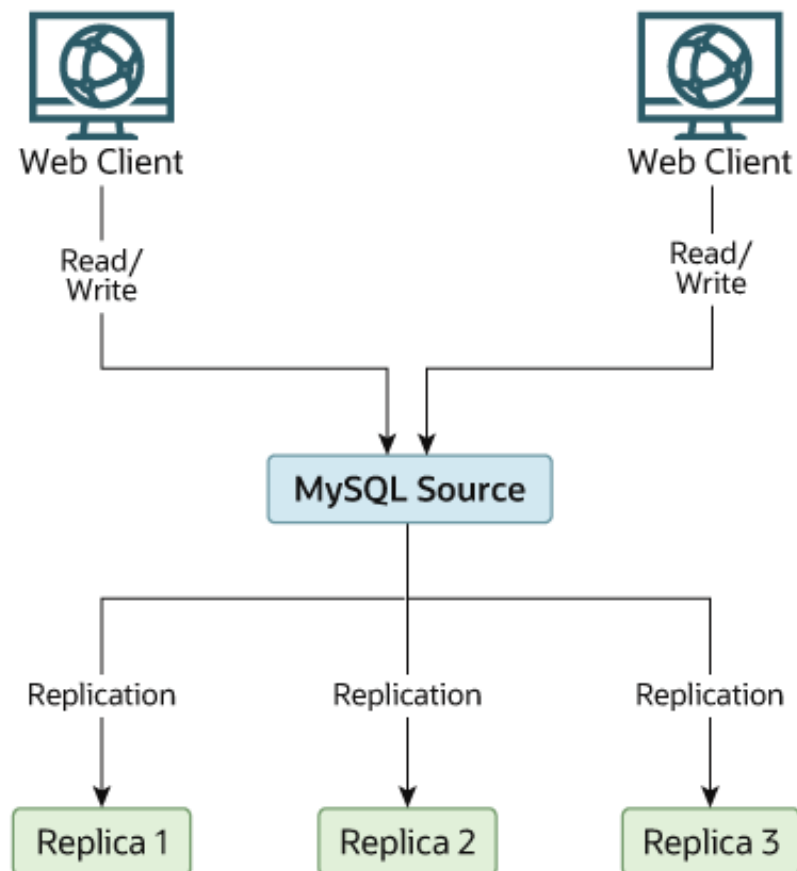 Web Client
Web Client
Read/
Write
Read/
Write
MySQL Source
Replication
Replication
Replication
Replica 1
Replica 2
Replica 3